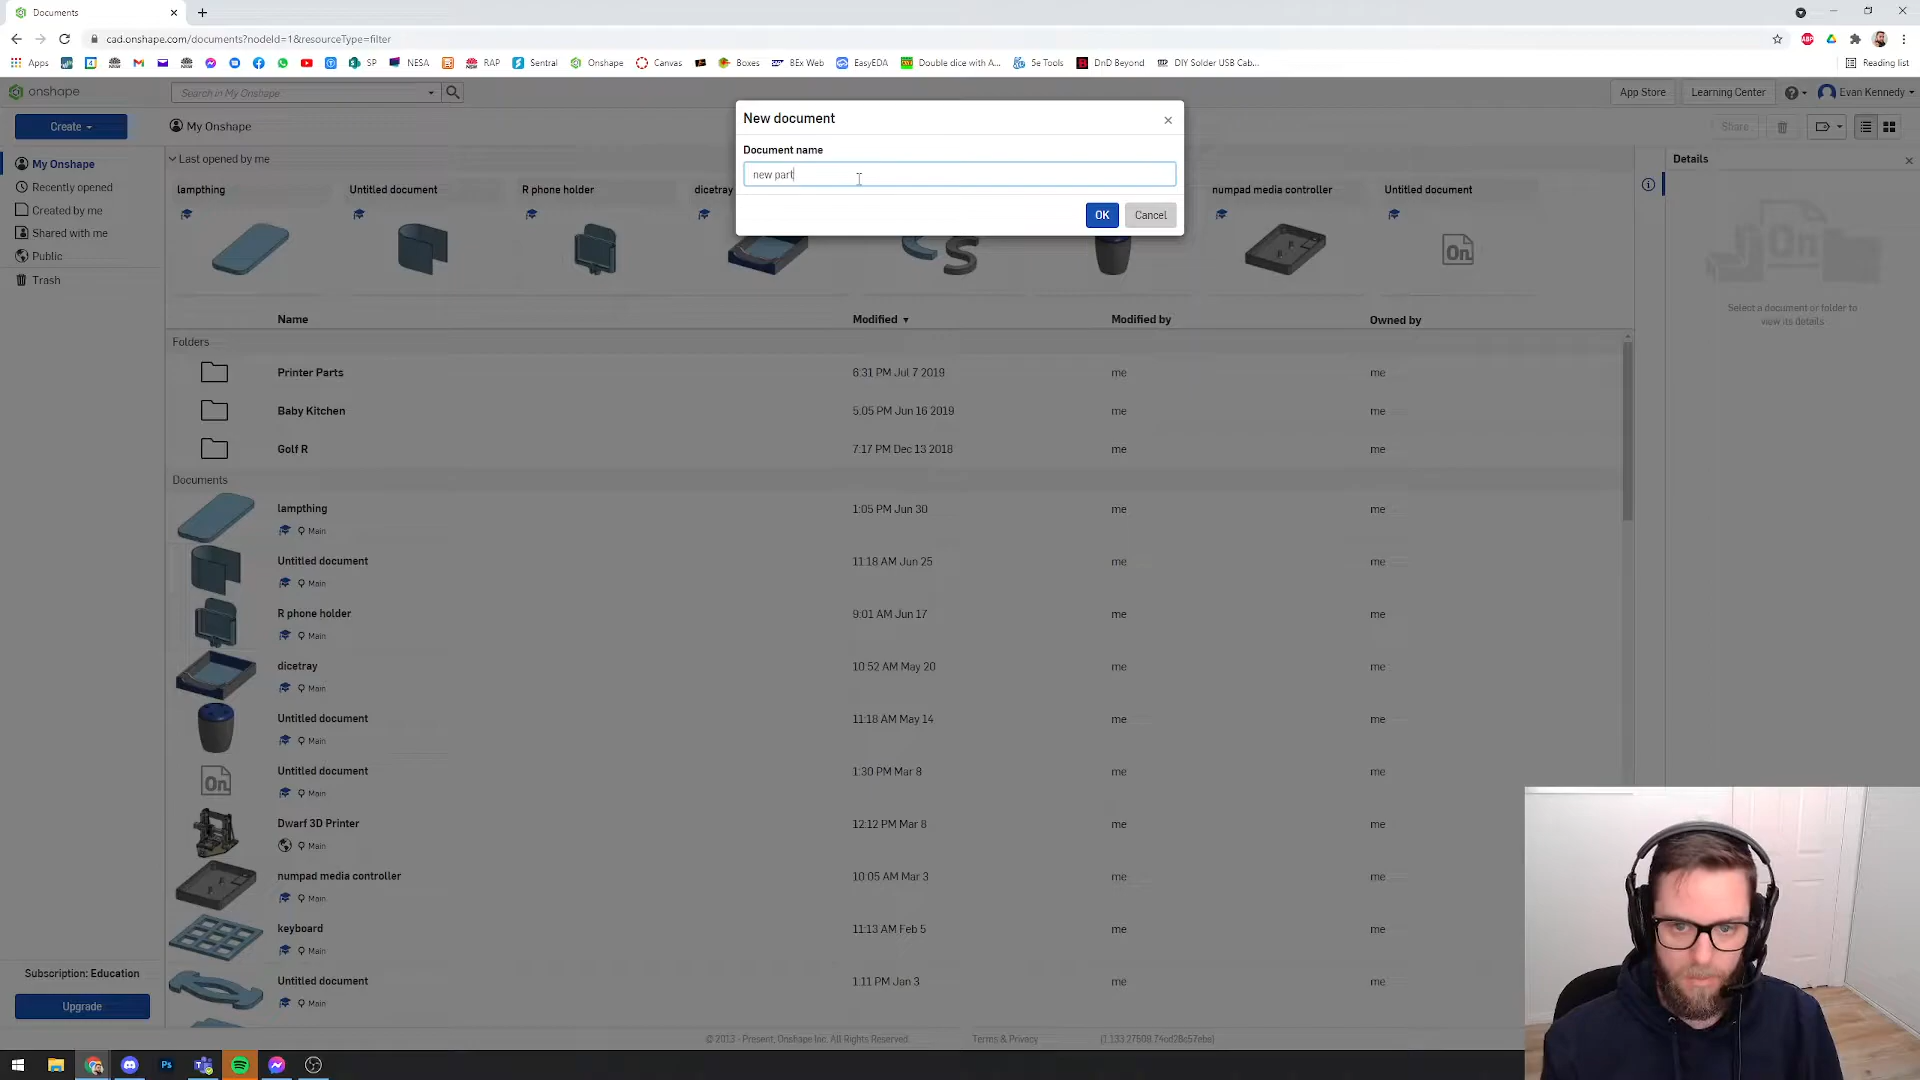 Documents
cad.onshape.com/documents?nodeId=1&resourceType=filter
Apps
SP
NESA
RAP
Sentral
Onshape
Canvas
Boxes
BEx Web
EasyEDA
Double dice with A...
5e Tools
DnD Beyond
DIY Solder USB Cab...
Reading list
onshape
Search in My Onshape
App Store
Learning Center
Evan Kennedy
Create
My Onshape
Share
New document
Document name
new part
OK
Cancel
My Onshape
Recently opened
Created by me
Shared with me
Public
Trash
Last opened by me
lampthing
Untitled document
R phone holder
dicetray
numpad media controller
Untitled document
Details
Select a document or folder to
view its details
Name
Modified
Modified by
Owned by
Folders
Printer Parts
6:31 PM Jul 7 2019
me
me
Baby Kitchen
5:05 PM Jun 16 2019
me
me
Golf R
7:17 PM Dec 13 2018
me
me
Documents
lampthing
1:05 PM Jun 30
me
me
Main
Untitled document
11:18 AM Jun 25
me
me
Main
R phone holder
9:01 AM Jun 17
me
me
Main
dicetray
10:52 AM May 20
me
me
Main
Untitled document
11:18 AM May 14
me
me
Main
Untitled document
1:30 PM Mar 8
me
me
Main
Dwarf 3D Printer
12:12 PM Mar 8
me
me
Main
numpad media controller
10:05 AM Mar 3
me
me
Main
keyboard
11:13 AM Feb 5
me
me
Main
Untitled document
1:11 PM Jan 3
me
me
Main
Subscription: Education
Upgrade
© 2013 - Present, Onshape Inc. All Rights Reserved.
Terms & Privacy